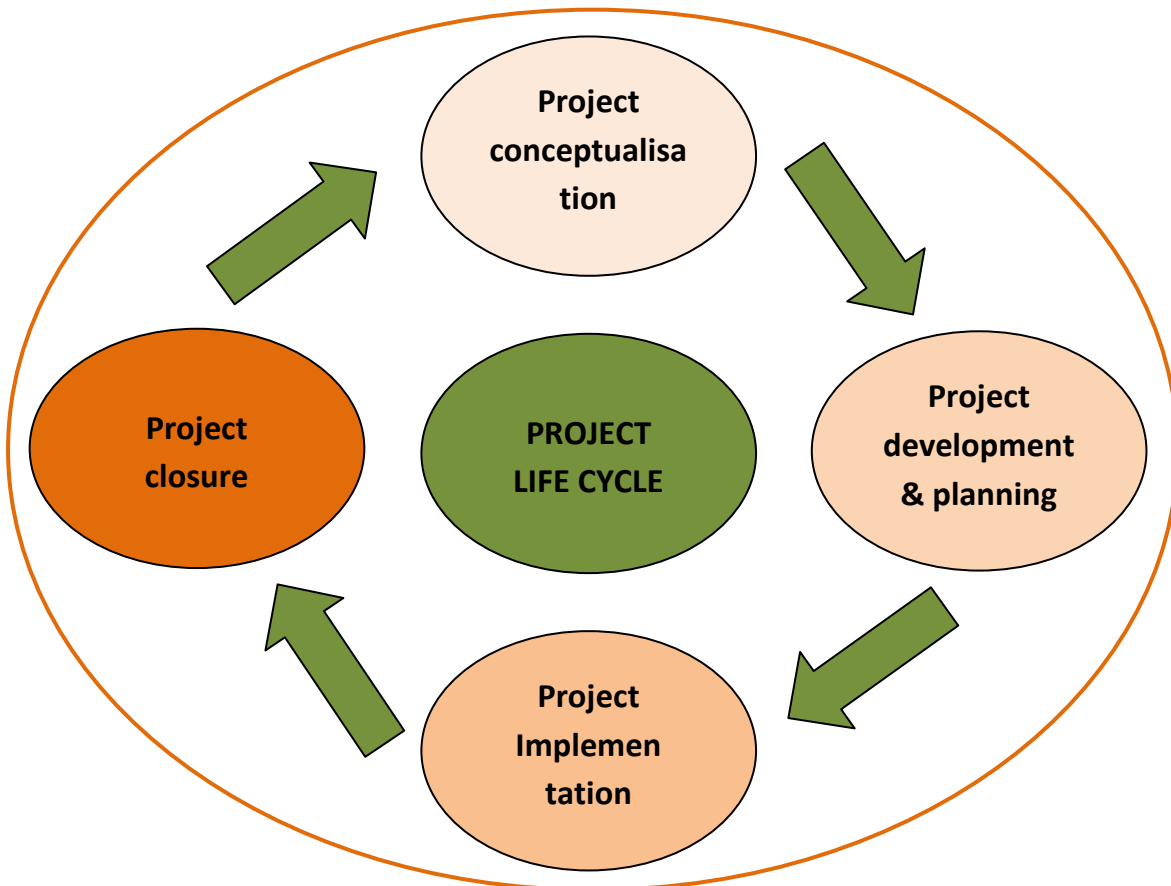 Project
conceptualisa
tion
Project
development
& planning
Project
Implemen
tation
Project
closure
PROJECT
LIFE CYCLE